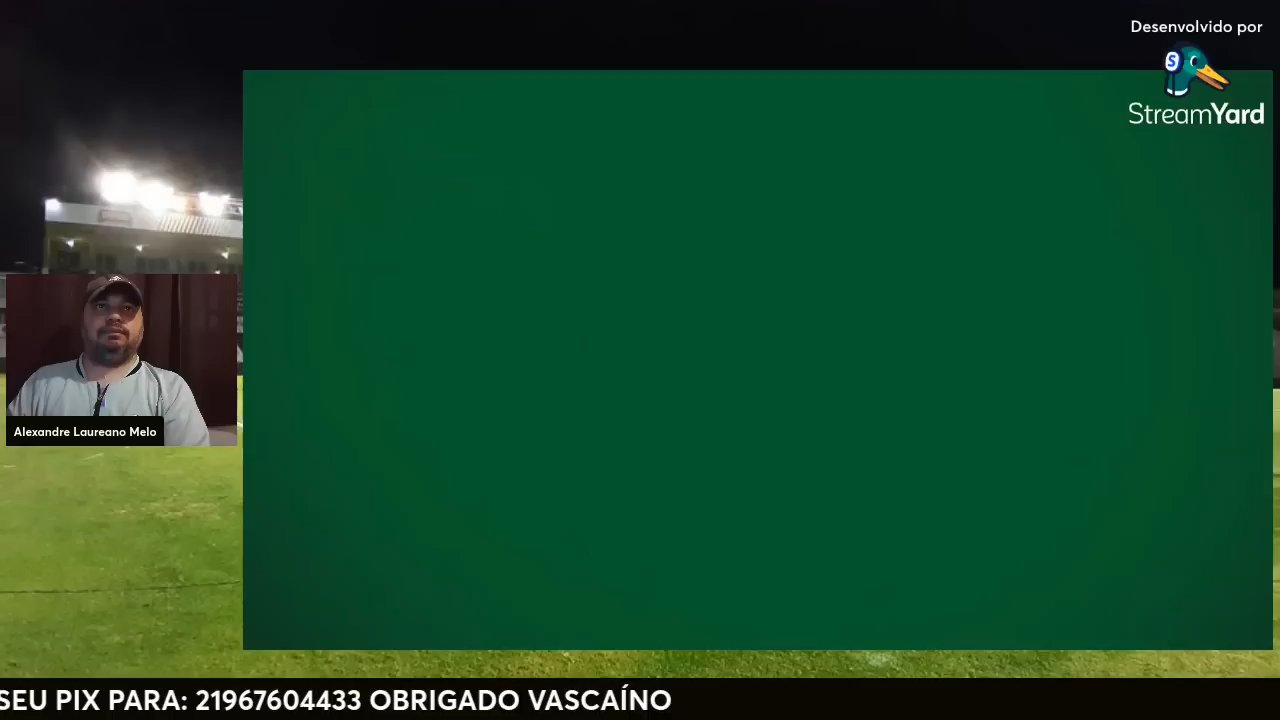 Desenvolvido por
S
StreamYard
Alexandre Laureano Melo
SEU PIX PARA: 21967604433 OBRIGADO VASCAÍNO